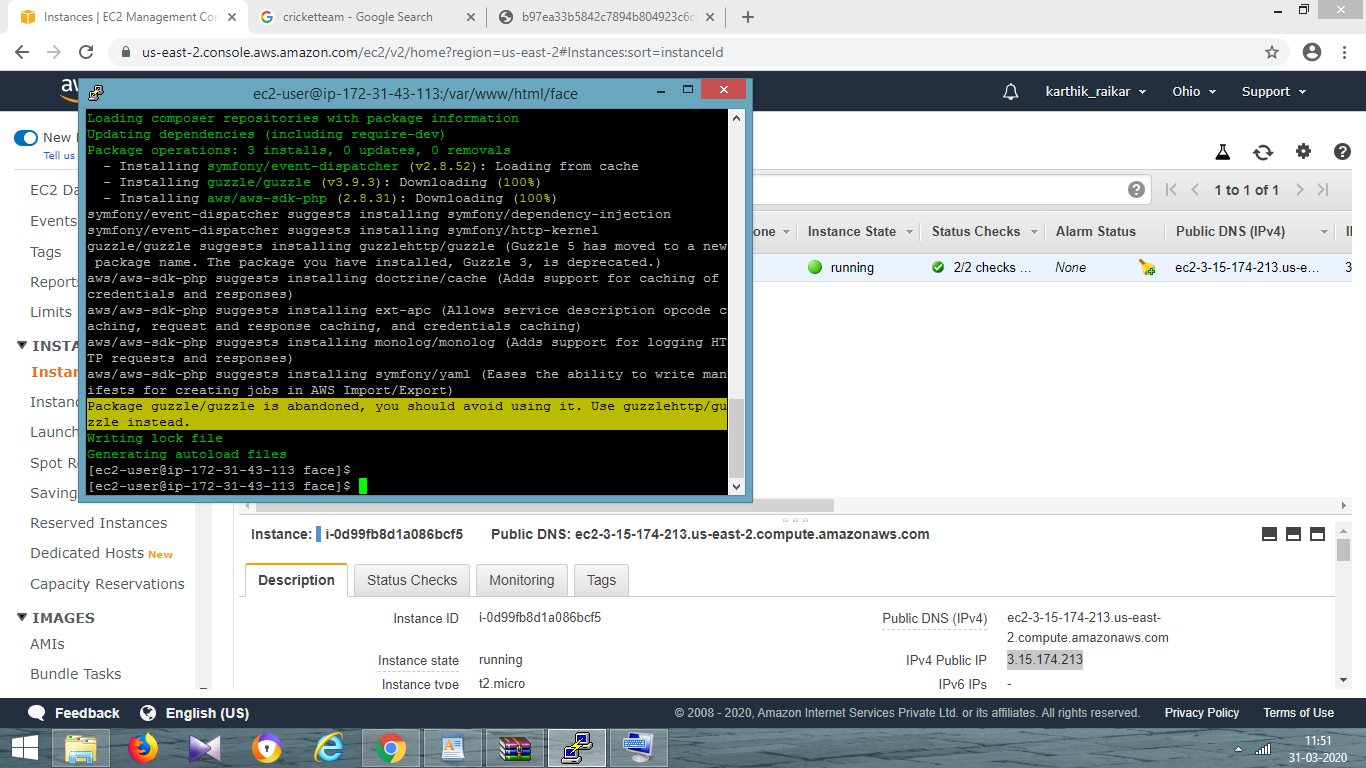 Instances | EC2 Management Con
cricketteam - Google Search
b97ea33b5842c7894b804923c6c
us-east-2.console.aws.amazon.com/ec2/v2/home?region=us-east-2#Instances:sort=instanceId
aw
karthik_raikar
Ohio
Support
ec2-user@ip-172-31-43-113:/var/www/html/face
Loading composer repositories with package information
Updating dependencies (including require-dev)
Package operations: 3 installs, 0 updates, 0 removals
- Installing symfony/event-dispatcher (v2.8.52): Loading from cache
- Installing guzzle/guzzle (v3.9.3): Downloading (100%)
- Installing aws/aws-sdk-php (2.8.31): Downloading (100%)
symfony/event-dispatcher suggests installing symfony/dependency-injection
symfony/event-dispatcher suggests installing symfony/http-kernel
guzzle/guzzle suggests installing guzzlehttp/guzzle (Guzzle 5 has moved to a new
package name. The package you have installed, Guzzle 3, is deprecated.)
aws/aws-sdk-php suggests installing doctrine/cache (Adds support for caching of
credentials and responses)
aws/aws-sdk-php suggests installing ext-apc (Allows service description opcode c
aching, request and response caching, and credentials caching)
aws/aws-sdk-php suggests installing monolog/monolog (Adds support for logging HT
TP requests and responses)
aws/aws-sdk-php suggests installing symfony/yaml (Eases the ability to write man
ifests for creating jobs in AWS Import/Export)
Package guzzle/guzzle is abandoned, you should avoid using it. Use guzzlehttp/gu
zzle instead.
Writing lock file
Generating autoload files
[ec2-user@ip-172-31-43-113 face]$
[ec2-user@ip-172-31-43-113 face]$
New
Tell us
EC2 Da
Events
Tags
Reports
Limits
INSTA
Instan
Instanc
Launch
Spot R
Saving
Reserved Instances
Dedicated Hosts New
Capacity Reservations
IMAGES
AMIs
Bundle Tasks
1 to 1 of 1
one
Instance State
Status Checks
Alarm Status
Public DNS (IPv4)
running
2/2 checks ...
None
ec2-3-15-174-213.us-e...
3
Instance: i-0d99fb8d1a086bcf5
Public DNS: ec2-3-15-174-213.us-east-2.compute.amazonaws.com
Description
Status Checks
Monitoring
Tags
Instance ID
i-0d99fb8d1a086bcf5
Public DNS (IPv4)
ec2-3-15-174-213.us-east-
2.compute.amazonaws.com
Instance state
running
IPv4 Public IP
3.15.174.213
Instance type
t2.micro
IPv6 IPs
-
Feedback
English (US)
© 2008 - 2020, Amazon Internet Services Private Ltd. or its affiliates. All rights reserved.
Privacy Policy
Terms of Use
11:51
31-03-2020